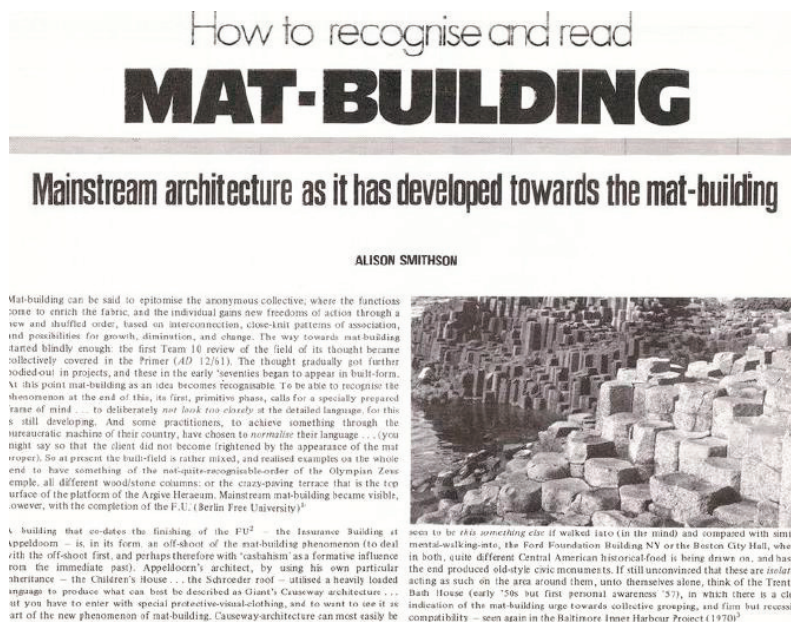 How to recognise and read
MAT-BUILDING
Mainstream architecture as it has developed towards the mat-building
ALISON SMITHSON
Mat-building can be said to epitomise the anonymous collective; where the functions
come to enrich the fabric, and the individual gains new freedoms of action through a
new and shuffled order, based on interconnection, close-knit patterns of association,
and possibilities for growth, diminution, and change. The way towards mat-building
started blindly enough: the first Team 10 review of the field of its thought became
collectively covered in the Primer (AD 12/61). The thought gradually got further
bodied-out in projects, and these in the early 'seventies began to appear in built-form.
At this point mat-building as an idea becomes recognisable. To be able to recognise the
phenomenon at the end of this, its first, primitive phase, calls for a specially prepared
frame of mind . . . to deliberately not look too closely at the detailed language, for this
is still developing. And some practitioners, to achieve something through the
bureaucratic machine of their country, have chosen to normalise their language . . . (you
might say so that the client did not become frightened by the appearance of the mat
proper). So at present the built-field is rather mixed, and realised examples on the whole
tend to have something of the not-quite-recognisable-order of the Olympian Zeus
temple, all different wood/stone columns: or the crazy-paving terrace that is the top
surface of the platform of the Argive Heraeum. Mainstream mat-building became visible,
however, with the completion of the F.U. (Berlin Free University)
A building that co-dates the finishing of the FU² – the Insurance Building at
Appeldoorn – is, in its form, an off-shoot of the mat-building phenomenon (to deal
with the off-shoot first, and perhaps therefore with 'casbahism' as a formative influence
from the immediate past). Appeldoorn's architect, by using his own particular
inheritance – the Children's House . . . the Schroeder roof – utilised a heavily loaded
language to produce what can best be described as Giant's Causeway architecture . . .
but you have to enter with special protective-visual-clothing, and to want to see it as
part of the new phenomenon of mat-building. Causeway-architecture can most easily be
seen to be this something else if walked into (in the mind) and compared with simi
mental-walking-into, the Ford Foundation Building NY or the Boston City Hall, whe
in both, quite different Central American historical-food is being drawn on, and has
the end produced old-style civic monuments. If still unconvinced that these are isolat
acting as such on the area around them, unto themselves alone, think of the Trent
Bath House (early '50s but first personal awareness '57), in which there is a cle
indication of the mat-building urge towards collective grouping, and firm but recessi
compatibility – seen again in the Baltimore Inner Harbour Project (1970)³